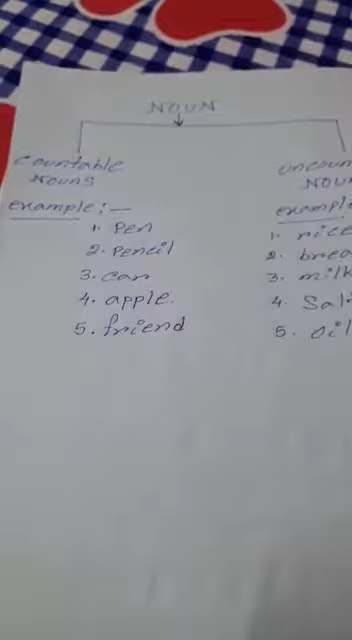 NOUN
Countable
Nouns
example:-
1. Pen
2. Pencil
3. Car
4. apple.
5. friend
uncoun
NOU
example
1. rice
2. brea
3. milk
4. Sal
5. oil